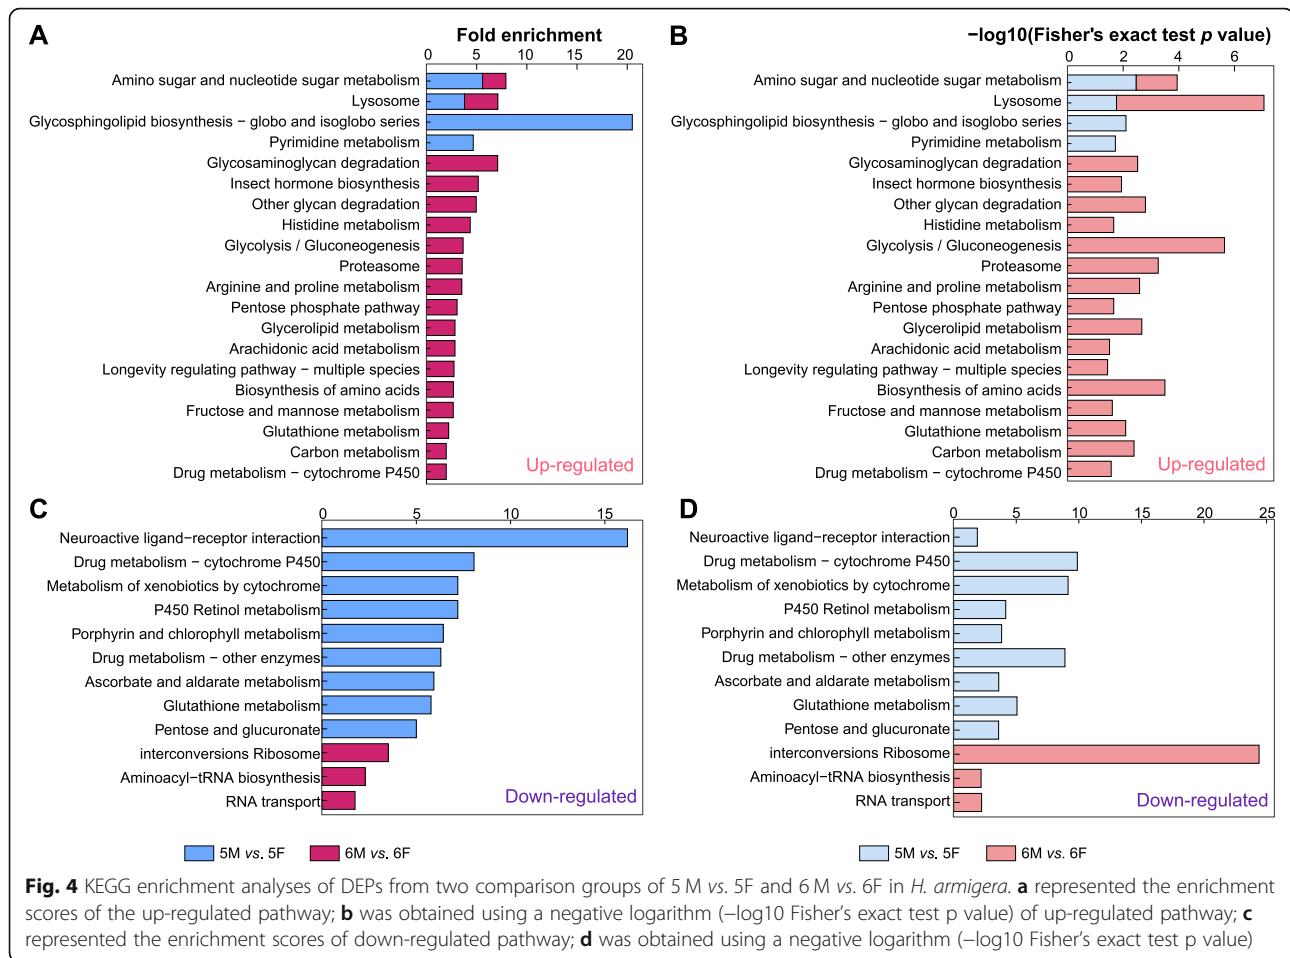 A
Fold enrichment
0 5 10 15 20
Amino sugar and nucleotide sugar metabolism
Lysosome
Glycosphingolipid biosynthesis − globo and isoglobo series
Pyrimidine metabolism
Glycosaminoglycan degradation
Insect hormone biosynthesis
Other glycan degradation
Histidine metabolism
Glycolysis / Gluconeogenesis
Proteasome
Arginine and proline metabolism
Pentose phosphate pathway
Glycerolipid metabolism
Arachidonic acid metabolism
Longevity regulating pathway − multiple species
Biosynthesis of amino acids
Fructose and mannose metabolism
Glutathione metabolism
Carbon metabolism
Drug metabolism − cytochrome P450
Up-regulated
B
−log10(Fisher's exact test p value)
0 2 4 6
Amino sugar and nucleotide sugar metabolism
Lysosome
Glycosphingolipid biosynthesis − globo and isoglobo series
Pyrimidine metabolism
Glycosaminoglycan degradation
Insect hormone biosynthesis
Other glycan degradation
Histidine metabolism
Glycolysis / Gluconeogenesis
Proteasome
Arginine and proline metabolism
Pentose phosphate pathway
Glycerolipid metabolism
Arachidonic acid metabolism
Longevity regulating pathway − multiple species
Biosynthesis of amino acids
Fructose and mannose metabolism
Glutathione metabolism
Carbon metabolism
Drug metabolism − cytochrome P450
Up-regulated
C
0 5 10 15
Neuroactive ligand−receptor interaction
Drug metabolism − cytochrome P450
Metabolism of xenobiotics by cytochrome
P450 Retinol metabolism
Porphyrin and chlorophyll metabolism
Drug metabolism − other enzymes
Ascorbate and aldarate metabolism
Glutathione metabolism
Pentose and glucuronate
interconversions Ribosome
Aminoacyl−tRNA biosynthesis
RNA transport
Down-regulated
5M vs. 5F 6M vs. 6F
D
0 5 10 15 20 25
Neuroactive ligand−receptor interaction
Drug metabolism − cytochrome P450
Metabolism of xenobiotics by cytochrome
P450 Retinol metabolism
Porphyrin and chlorophyll metabolism
Drug metabolism − other enzymes
Ascorbate and aldarate metabolism
Glutathione metabolism
Pentose and glucuronate
interconversions Ribosome
Aminoacyl−tRNA biosynthesis
RNA transport
Down-regulated
5M vs. 5F 6M vs. 6F
Fig. 4 KEGG enrichment analyses of DEPs from two comparison groups of 5 M vs. 5F and 6 M vs. 6F in H. armigera. a represented the enrichment
scores of the up-regulated pathway; b was obtained using a negative logarithm (−log10 Fisher's exact test p value) of up-regulated pathway; c
represented the enrichment scores of down-regulated pathway; d was obtained using a negative logarithm (−log10 Fisher's exact test p value)